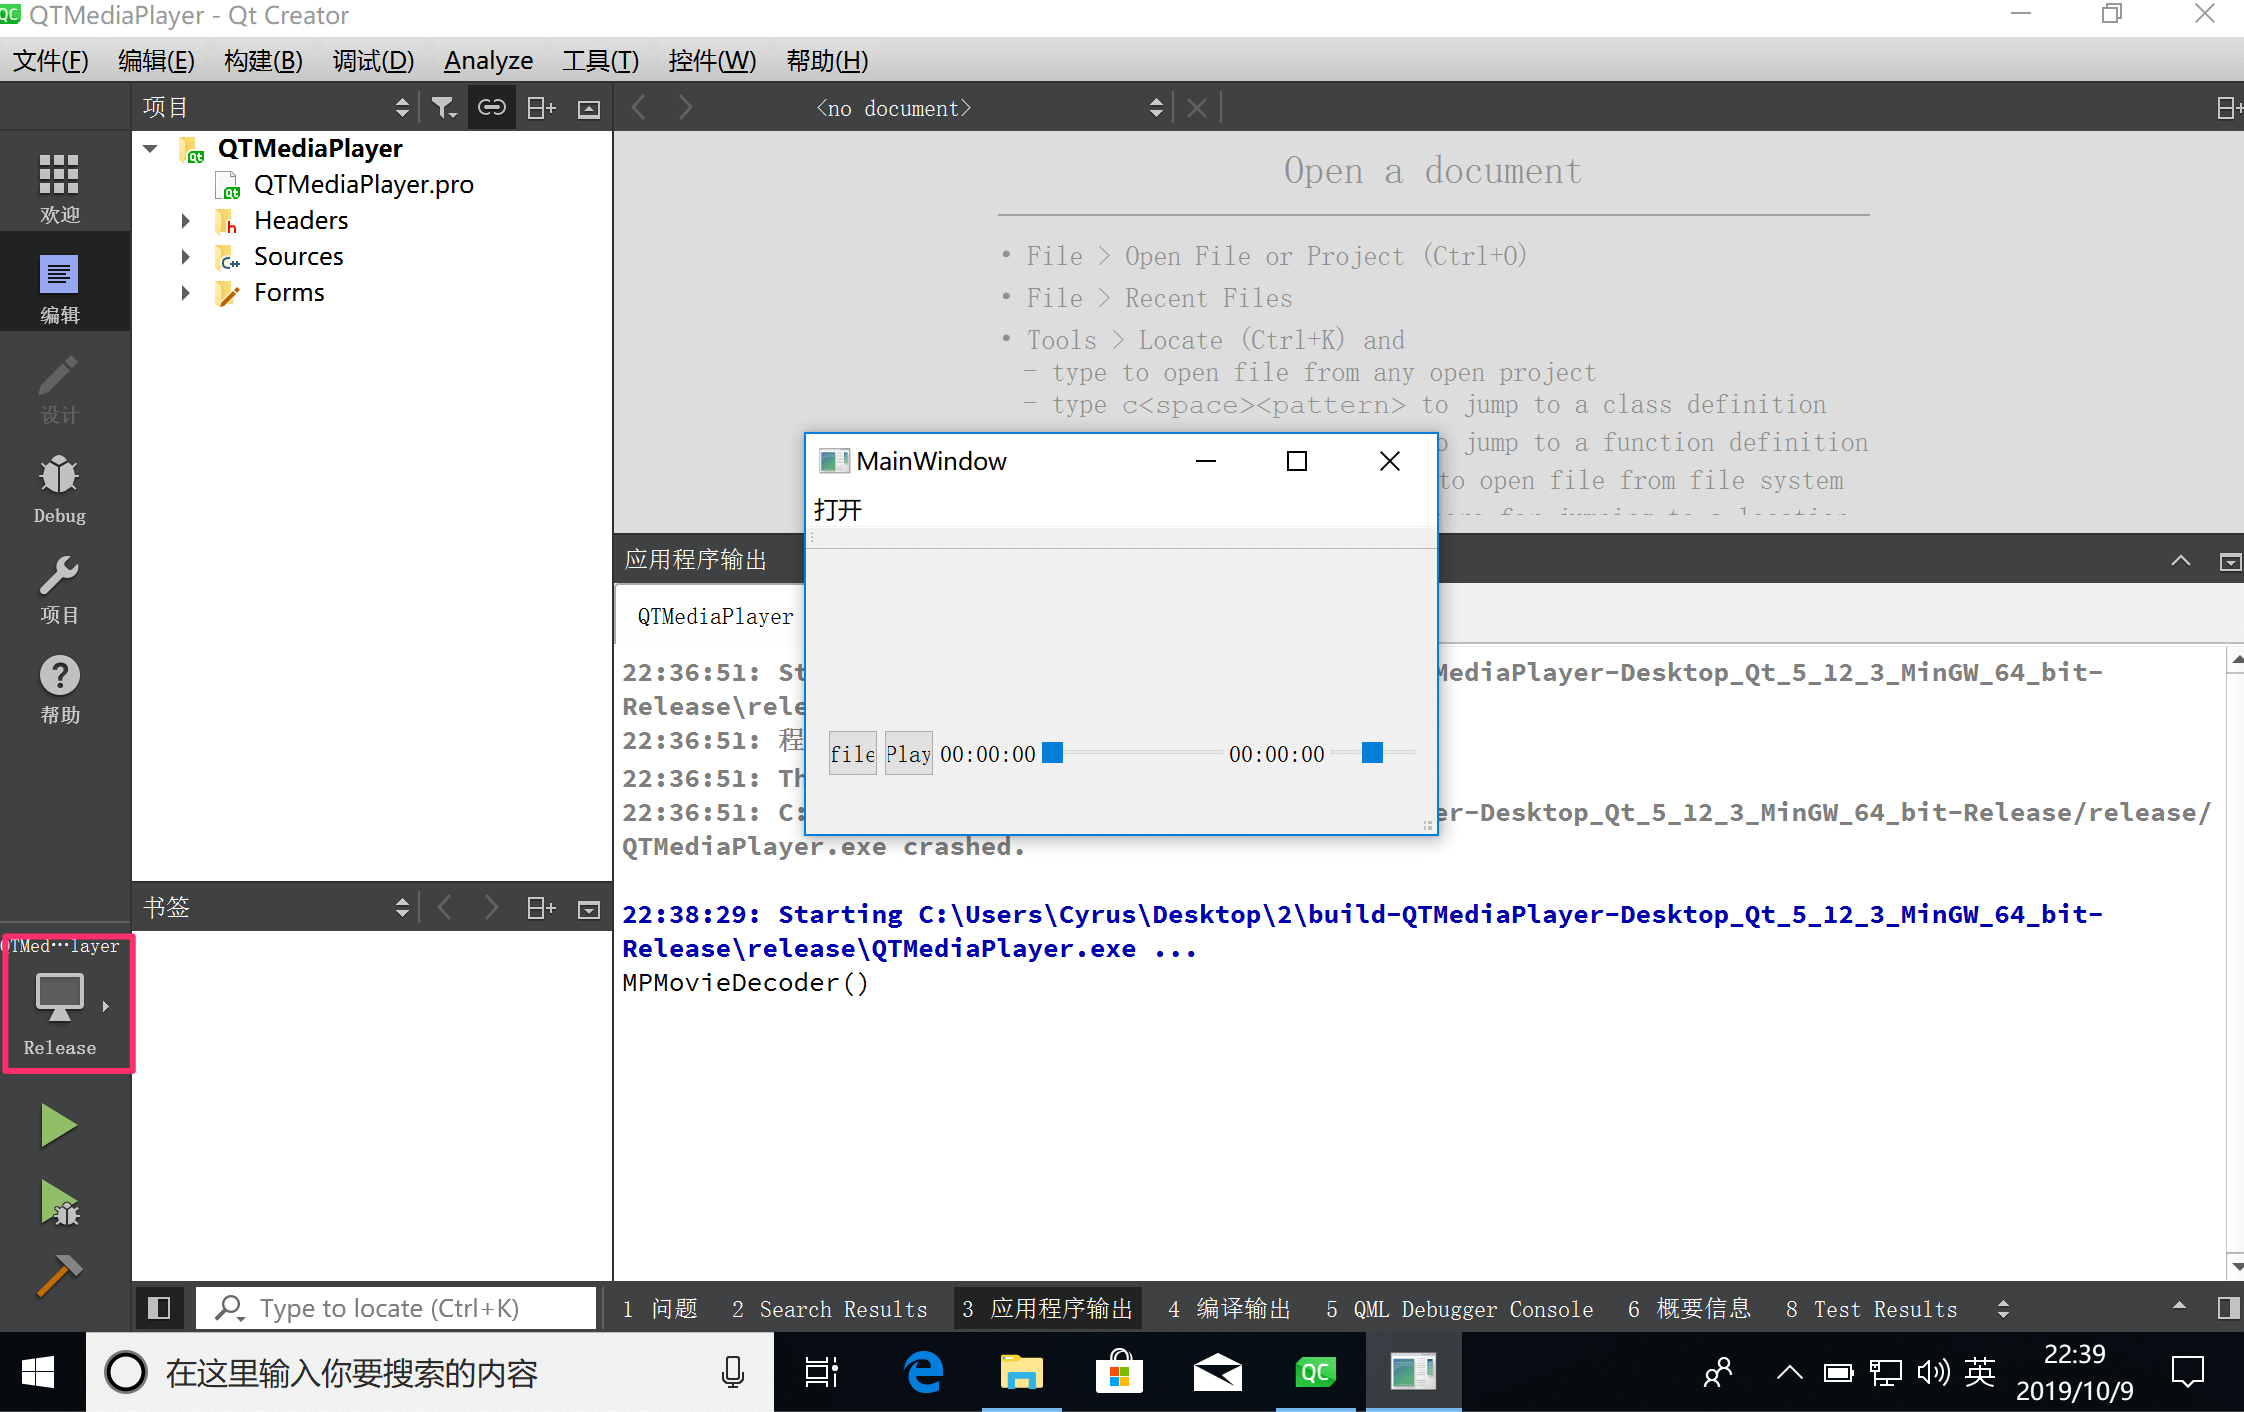 QTMediaPlayer - Qt Creator
文件(F) 编辑(E) 构建(B) 调试(D) Analyze 工具(T) 控件(W) 帮助(H)
项目
<no document>
欢迎
编辑
设计
Debug
项目
帮助
QTMediaPlayer
QTMediaPlayer.pro
Headers
Sources
Forms
Open a document
• File > Open File or Project (Ctrl+O)
• File > Recent Files
• Tools > Locate (Ctrl+K) and
- type to open file from any open project
- type c<space><pattern> to jump to a class definition
jump to a function definition
to open file from file system
MainWindow
打开
file Play 00:00:00 00:00:00
应用程序输出
QTMediaPlayer
22:36:51: St MediaPlayer-Desktop_Qt_5_12_3_MinGW_64_bit-
Release\rele
22:36:51: 程
22:36:51: Th
22:36:51: C: er-Desktop_Qt_5_12_3_MinGW_64_bit-Release/release/
QTMediaPlayer.exe crashed.
22:38:29: Starting C:\Users\Cyrus\Desktop\2\build-QTMediaPlayer-Desktop_Qt_5_12_3_MinGW_64_bit-
Release\release\QTMediaPlayer.exe ...
MPMovieDecoder()
书签
QTMed…layer
Release
Type to locate (Ctrl+K)
1 问题 2 Search Results 3 应用程序输出 4 编译输出 5 QML Debugger Console 6 概要信息 8 Test Results
在这里输入你要搜索的内容
QC
英
22:39
2019/10/9